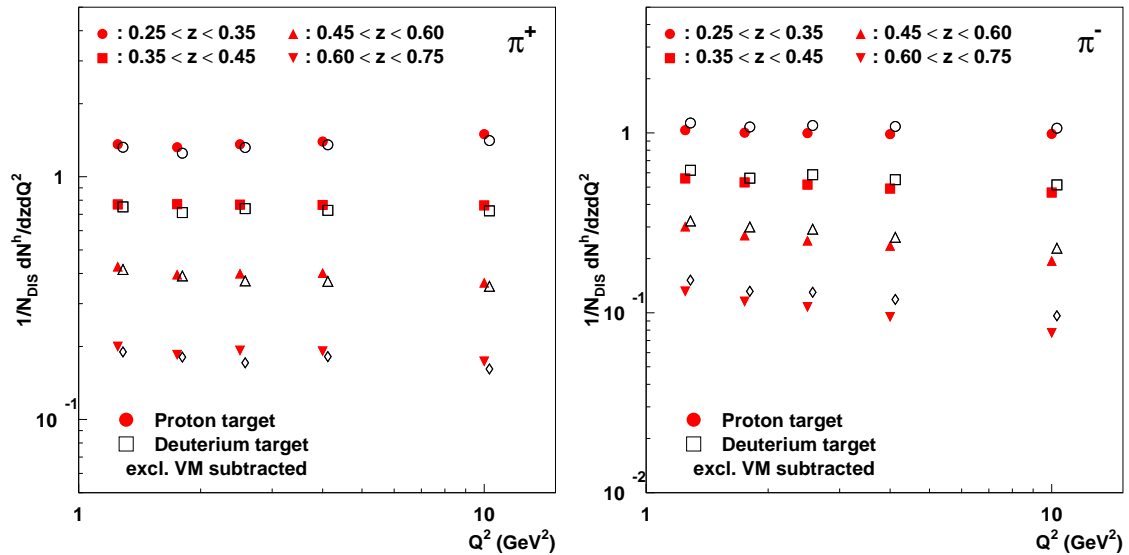 π+
: 0.25 < z < 0.35
: 0.45 < z < 0.60
: 0.35 < z < 0.45
: 0.60 < z < 0.75
1/N_DIS dN^h/dzdQ^2
1
10^-1
Proton target
Deuterium target
excl. VM subtracted
1
10
Q^2 (GeV^2)
π-
: 0.25 < z < 0.35
: 0.45 < z < 0.60
: 0.35 < z < 0.45
: 0.60 < z < 0.75
1/N_DIS dN^h/dzdQ^2
1
10^-1
10^-2
Proton target
Deuterium target
excl. VM subtracted
1
10
Q^2 (GeV^2)